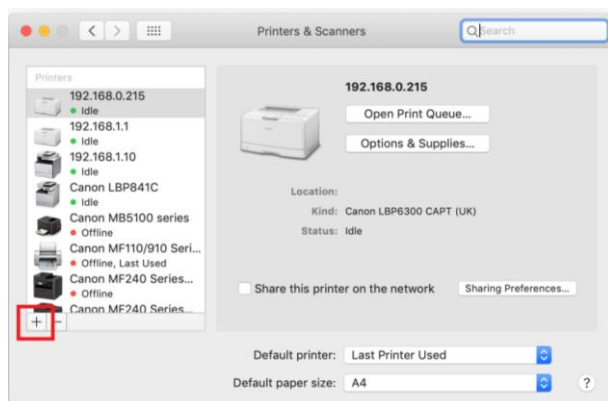 Printers & Scanners
Search
Printers
192.168.0.215
Idle
192.168.1.1
Idle
192.168.1.10
Idle
Canon LBP841C
Idle
Canon MB5100 series
Offline
Canon MF110/910 Seri...
Offline, Last Used
Canon MF240 Series...
Offline
Canon MF240 Series...
+ −
192.168.0.215
Open Print Queue...
Options & Supplies...
Location:
Kind: Canon LBP6300 CAPT (UK)
Status: Idle
Share this printer on the network
Sharing Preferences...
Default printer: Last Printer Used
Default paper size: A4
?